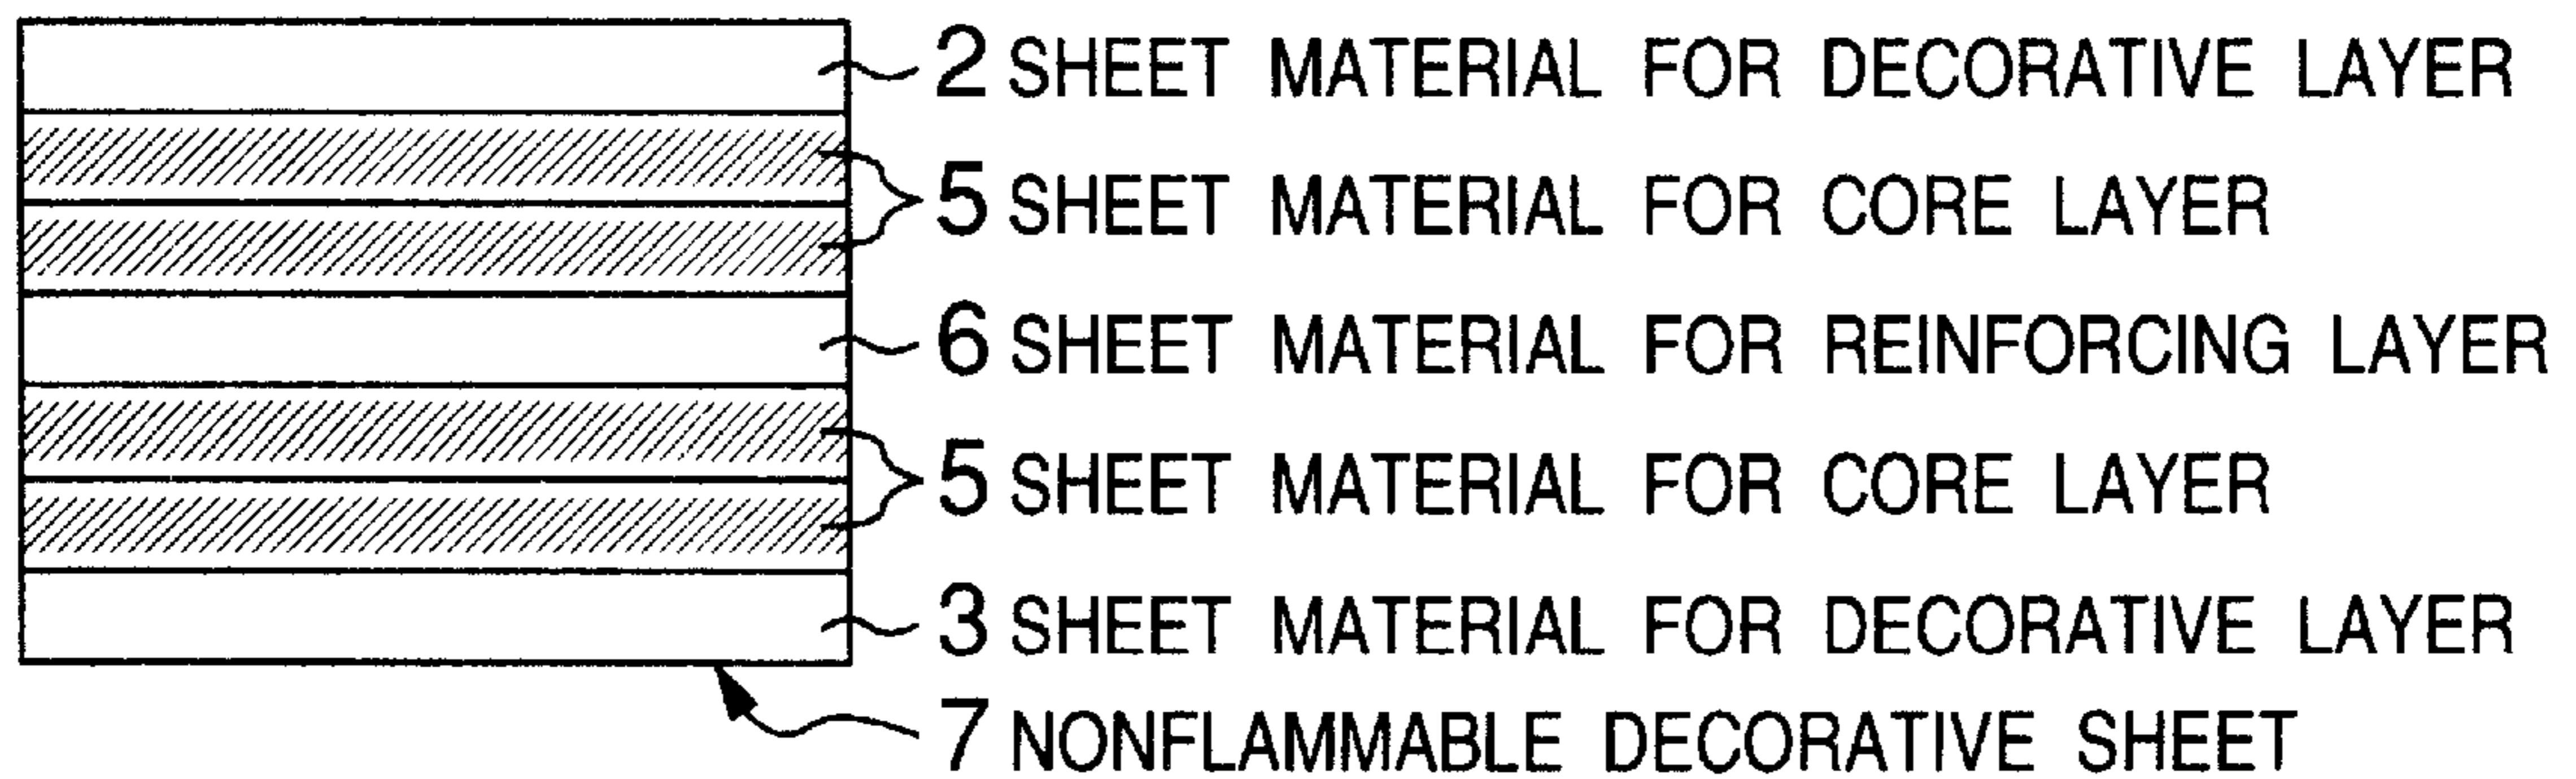 2 SHEET MATERIAL FOR DECORATIVE LAYER
5 SHEET MATERIAL FOR CORE LAYER
6 SHEET MATERIAL FOR REINFORCING LAYER
5 SHEET MATERIAL FOR CORE LAYER
3 SHEET MATERIAL FOR DECORATIVE LAYER
7 NONFLAMMABLE DECORATIVE SHEET